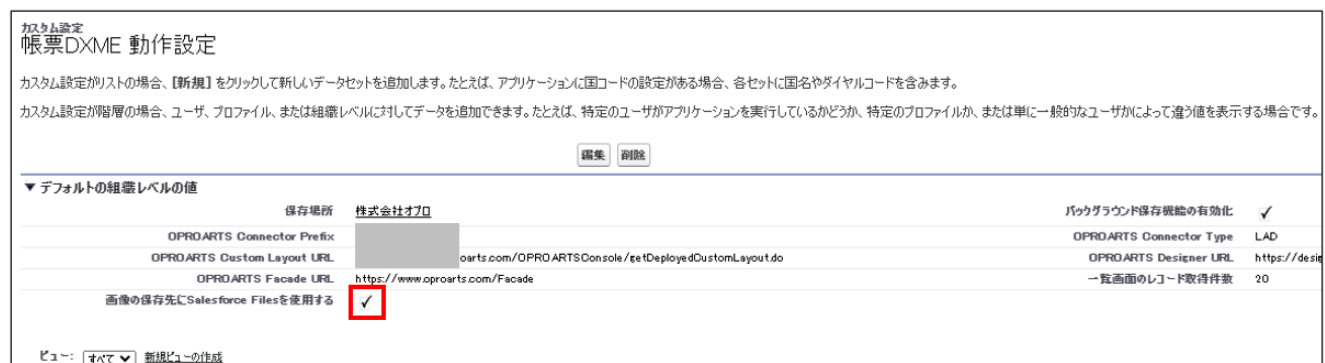 カスタム設定
帳票DXME 動作設定
カスタム設定がリストの場合、[新規] をクリックして新しいデータセットを追加します。たとえば、アプリケーションに国コードの設定がある場合、各セットに国名やダイヤルコードを含みます。
カスタム設定が階層の場合、ユーザ、プロファイル、または組織レベルに対してデータを追加できます。たとえば、特定のユーザがアプリケーションを実行しているかどうか、特定のプロファイルか、または単に一般的なユーザかによって違う値を表示する場合です。
編集 削除
▼ デフォルトの組織レベルの値
保存場所 株式会社オプロ バックグラウンド保存機能の有効化 ✓
OPROARTS Connector Prefix OPROARTS Connector Type LAD
OPROARTS Custom Layout URL oarts.com/OPROARTSConsole/getDeployedCustomLayout.do OPROARTS Designer URL https://desig
OPROARTS Facade URL https://www.oproarts.com/Facade 一覧画面のレコード取得件数 20
画像の保存先にSalesforce Filesを使用する ✓
ビュー: すべて 新規ビューの作成